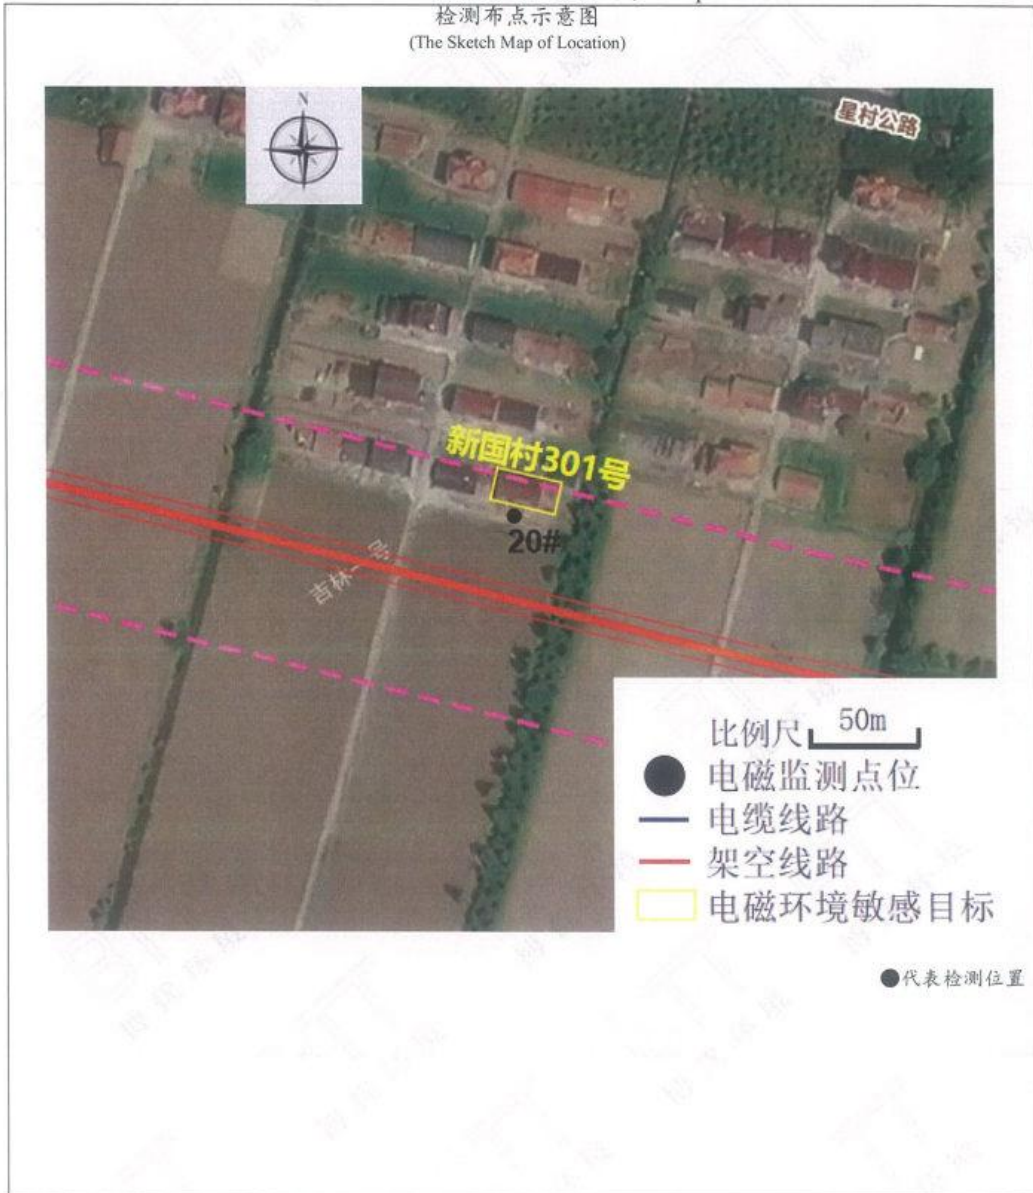 检测布点示意图
(The Sketch Map of Location)
N
星村公路
新国村301号
20#
吉林一号
比例尺 50m
电磁监测点位
电缆线路
架空线路
电磁环境敏感目标
●代表检测位置